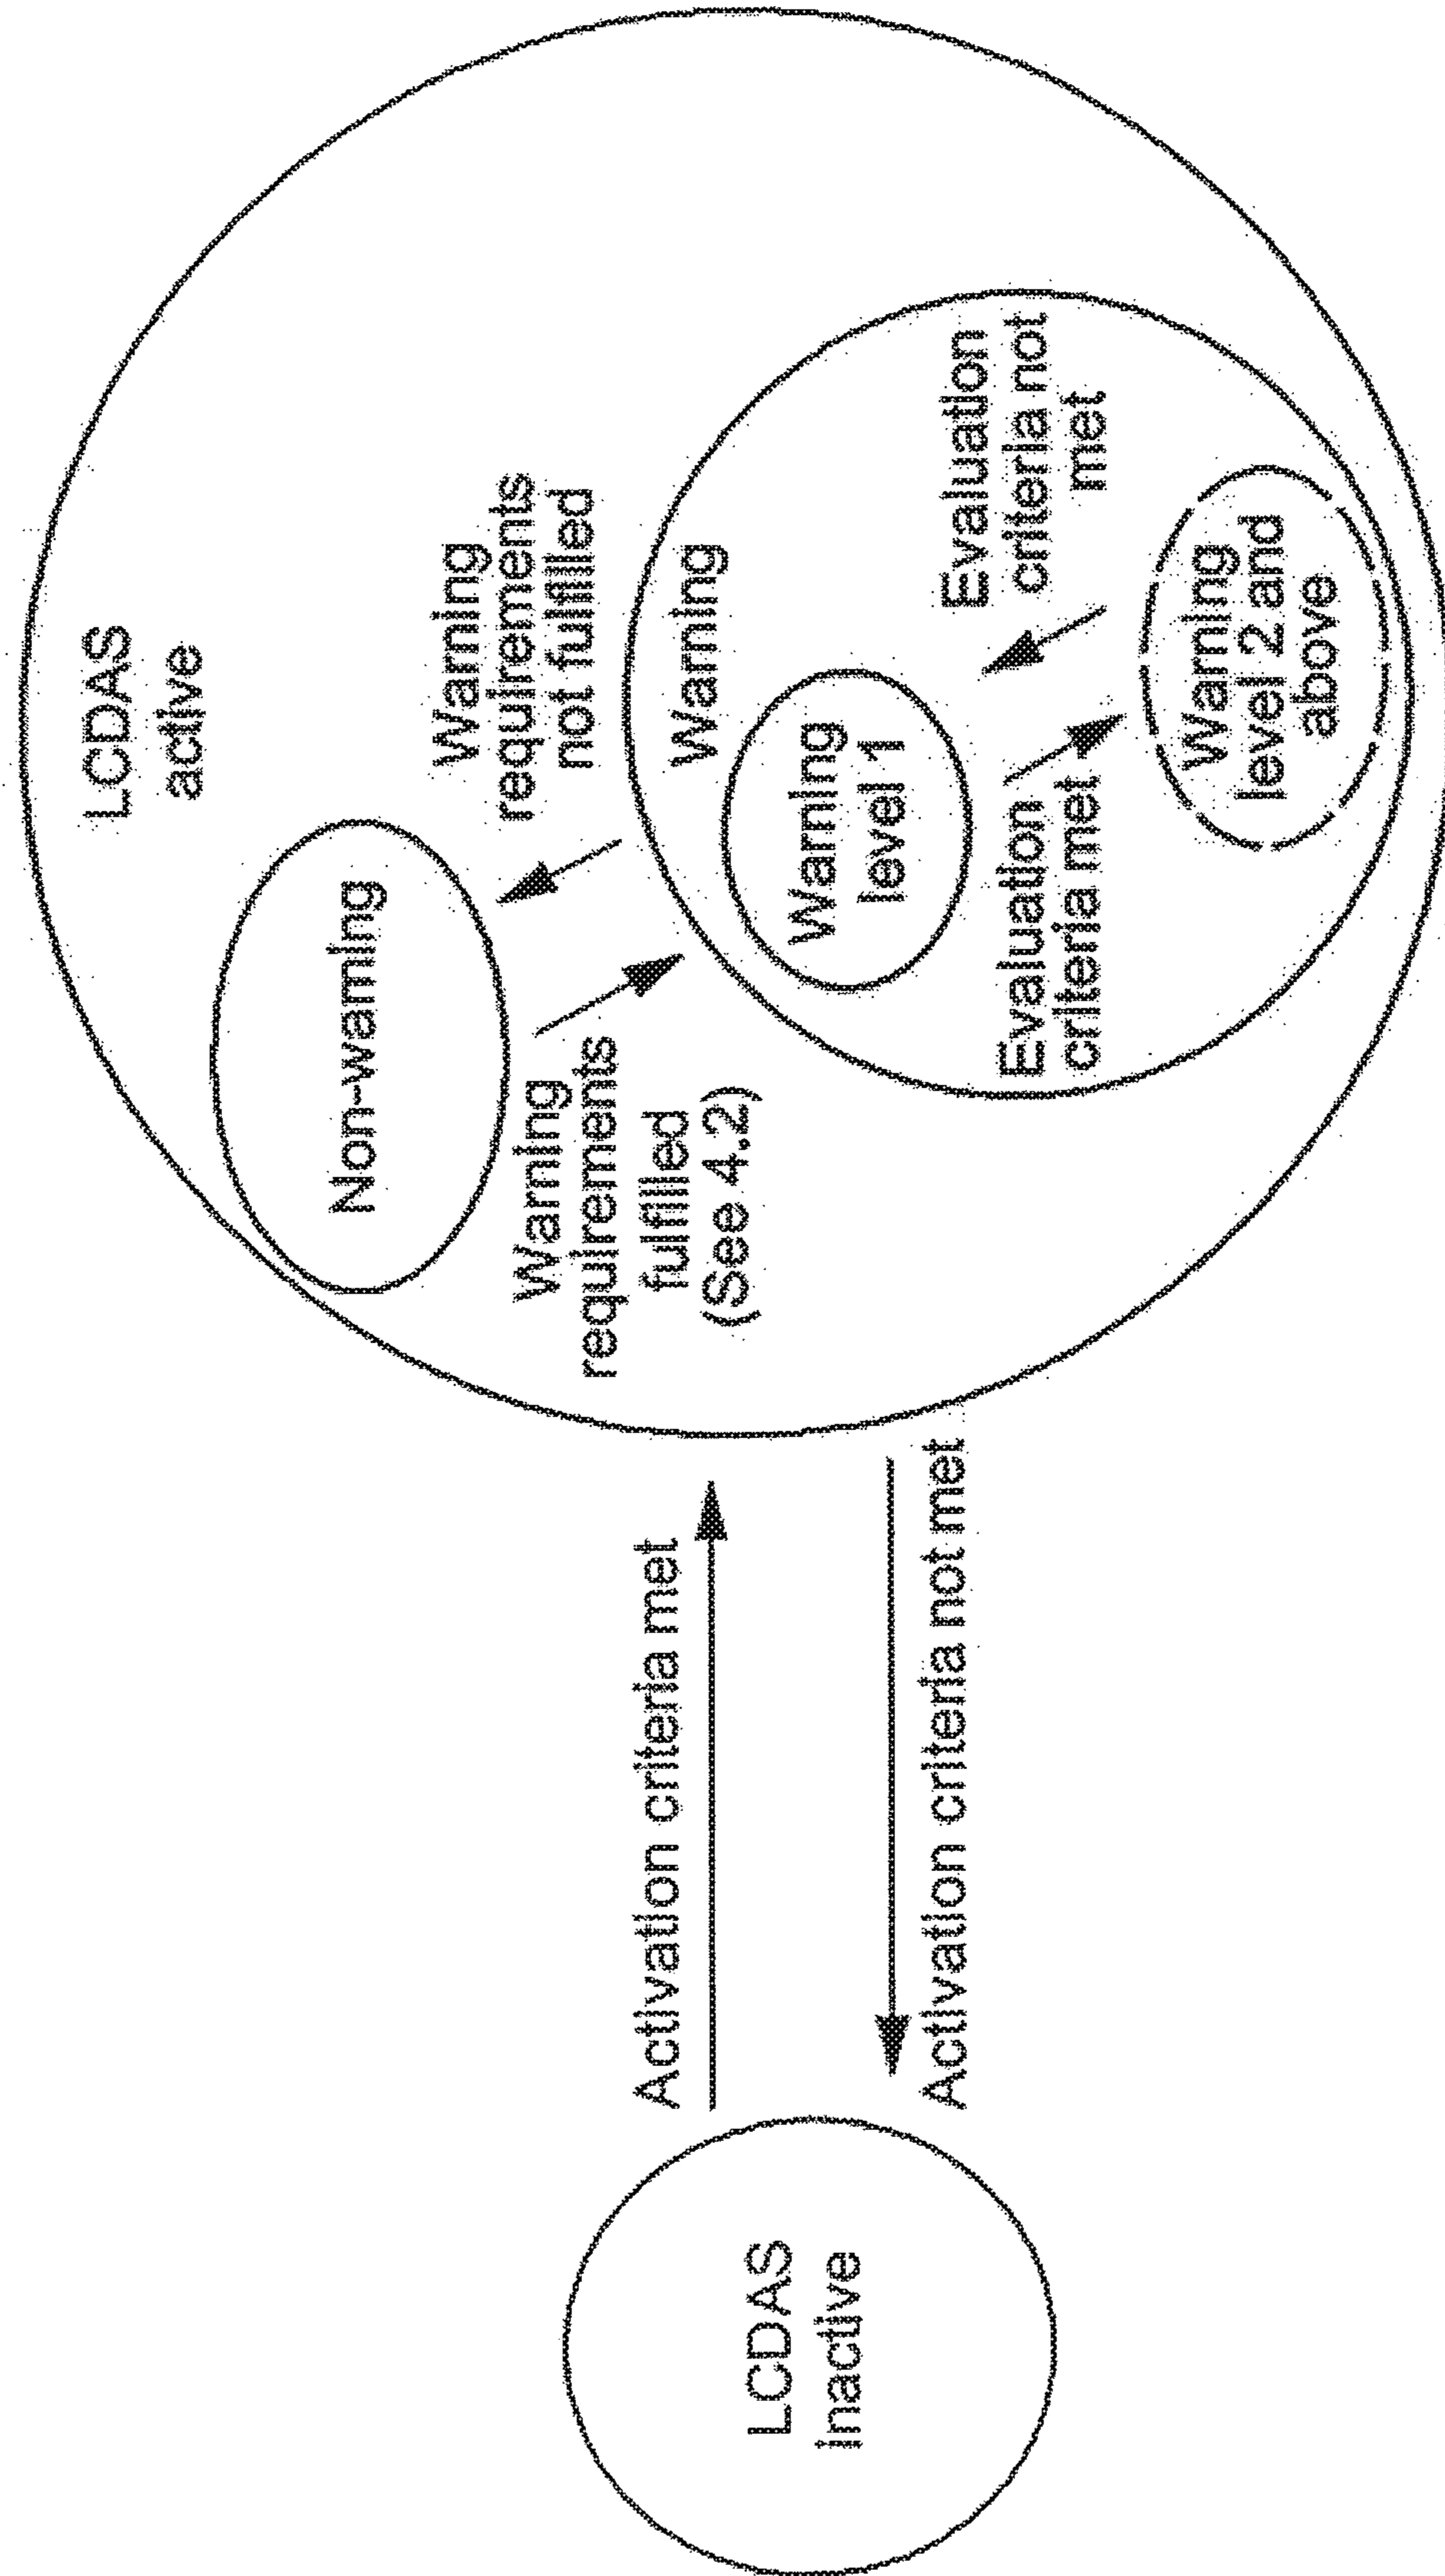 LCDAS
inactive
Activation criteria met
Activation criteria not met
LCDAS
active
Non-warning
Warning
requirements
fulfilled
(See 4.2)
Warning
requirements
not fulfilled
Warning
Warning
level 1
Evaluation
criteria met
Evaluation
criteria not
met
Warning
level 2 and
above